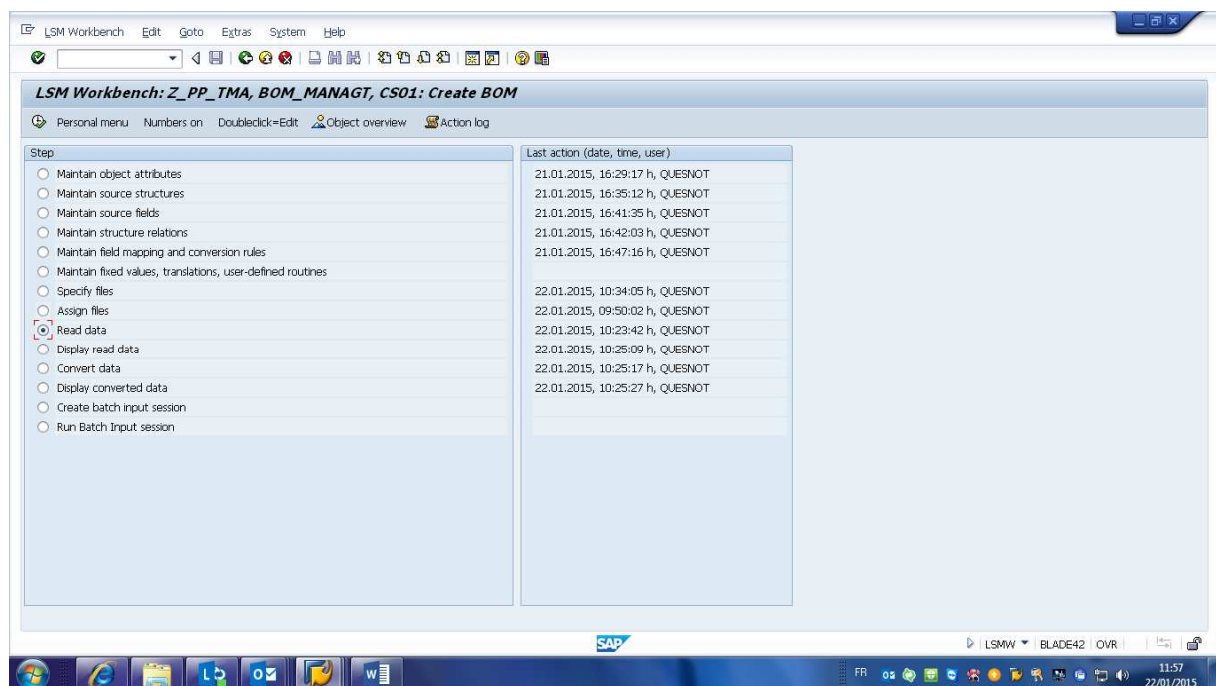 LSM Workbench Edit Goto Extras System Help
LSM Workbench: Z_PP_TMA, BOM_MANAGT, CS01: Create BOM
Personal menu Numbers on Doubleclick=Edit Object overview Action log
Step Last action (date, time, user)
Maintain object attributes 21.01.2015, 16:29:17 h, QUESNOT
Maintain source structures 21.01.2015, 16:35:12 h, QUESNOT
Maintain source fields 21.01.2015, 16:41:35 h, QUESNOT
Maintain structure relations 21.01.2015, 16:42:03 h, QUESNOT
Maintain field mapping and conversion rules 21.01.2015, 16:47:16 h, QUESNOT
Maintain fixed values, translations, user-defined routines
Specify files 22.01.2015, 10:34:05 h, QUESNOT
Assign files 22.01.2015, 09:50:02 h, QUESNOT
Read data 22.01.2015, 10:23:42 h, QUESNOT
Display read data 22.01.2015, 10:25:09 h, QUESNOT
Convert data 22.01.2015, 10:25:17 h, QUESNOT
Display converted data 22.01.2015, 10:25:27 h, QUESNOT
Create batch input session
Run Batch Input session
SAP LSMW BLADE42 OVR
FR 11:57
22/01/2015